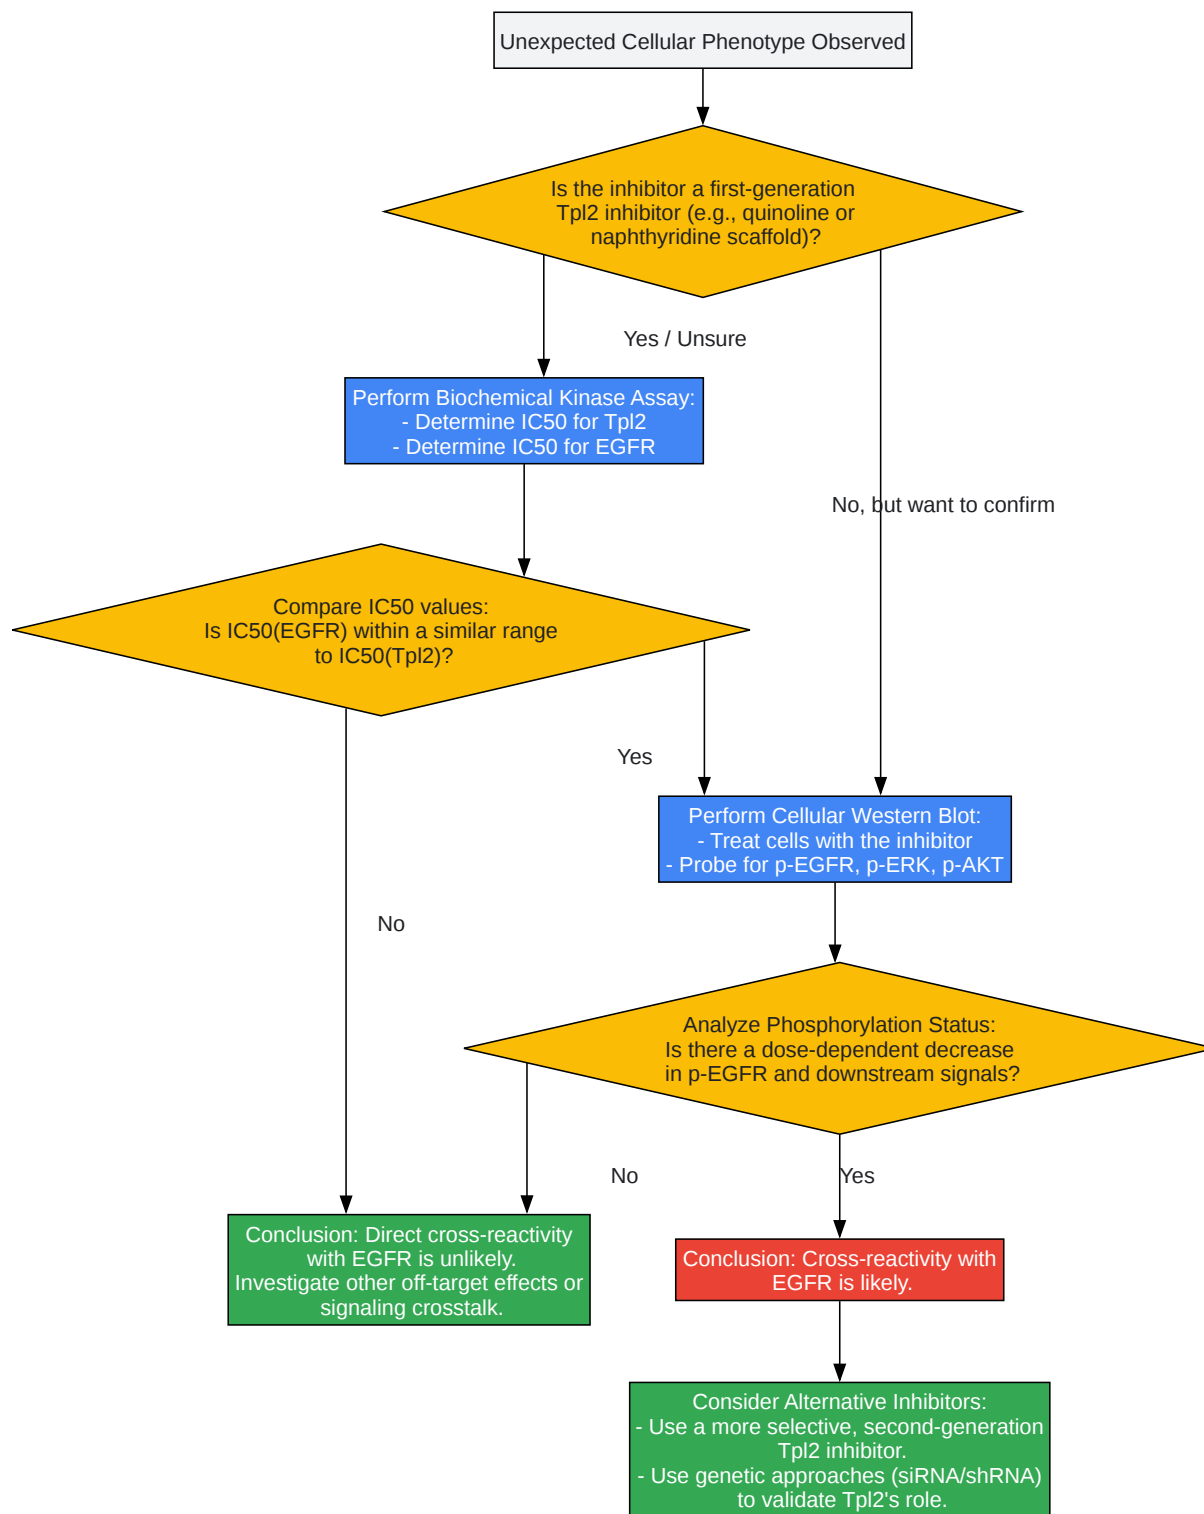 Unexpected Cellular Phenotype Observed
Is the inhibitor a first-generation
Tpl2 inhibitor (e.g., quinoline or
naphthyridine scaffold)?
Yes / Unsure
Perform Biochemical Kinase Assay:
- Determine IC50 for Tpl2
- Determine IC50 for EGFR
No, but want to confirm
Compare IC50 values:
Is IC50(EGFR) within a similar range
to IC50(Tpl2)?
Yes
Perform Cellular Western Blot:
- Treat cells with the inhibitor
- Probe for p-EGFR, p-ERK, p-AKT
No
Analyze Phosphorylation Status:
Is there a dose-dependent decrease
in p-EGFR and downstream signals?
No
Yes
Conclusion: Direct cross-reactivity
with EGFR is unlikely.
Investigate other off-target effects or
signaling crosstalk.
Conclusion: Cross-reactivity with
EGFR is likely.
Consider Alternative Inhibitors:
- Use a more selective, second-generation
Tpl2 inhibitor.
- Use genetic approaches (siRNA/shRNA)
to validate Tpl2's role.